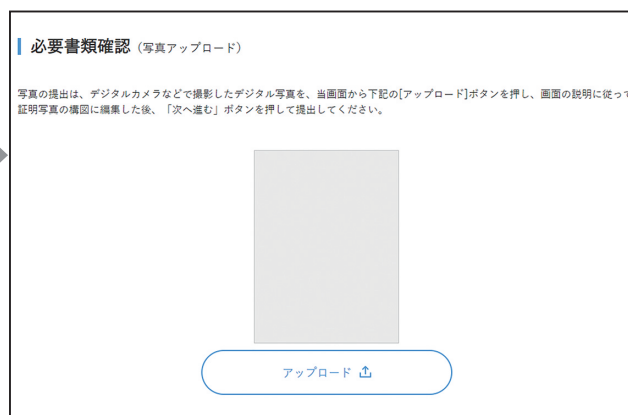 必要書類確認（写真アップロード）
写真の提出は、デジタルカメラなどで撮影したデジタル写真を、当画面から下記の[アップロード]ボタンを押し、画面の説明に従って
証明写真の構図に編集した後、「次へ進む」ボタンを押して提出してください。
アップロード